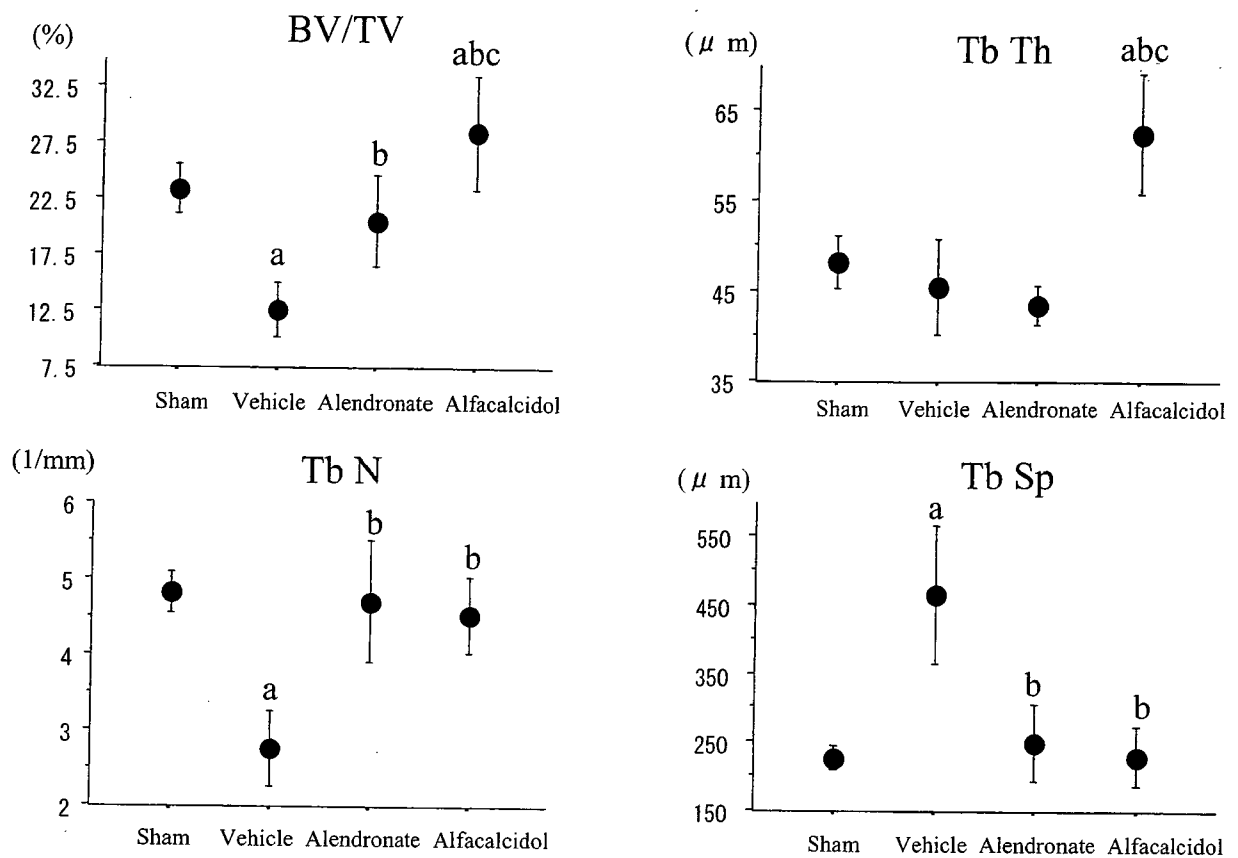 (%)
BV/TV
32.5
27.5
22.5
17.5
12.5
7.5
a
b
abc
Sham Vehicle Alendronate Alfacalcidol
(μ m)
Tb Th
abc
65
55
45
35
Sham Vehicle Alendronate Alfacalcidol
(1/mm)
Tb N
6
5
4
3
2
a
b
b
Sham Vehicle Alendronate Alfacalcidol
(μ m)
Tb Sp
550
450
350
250
150
a
b
b
Sham Vehicle Alendronate Alfacalcidol